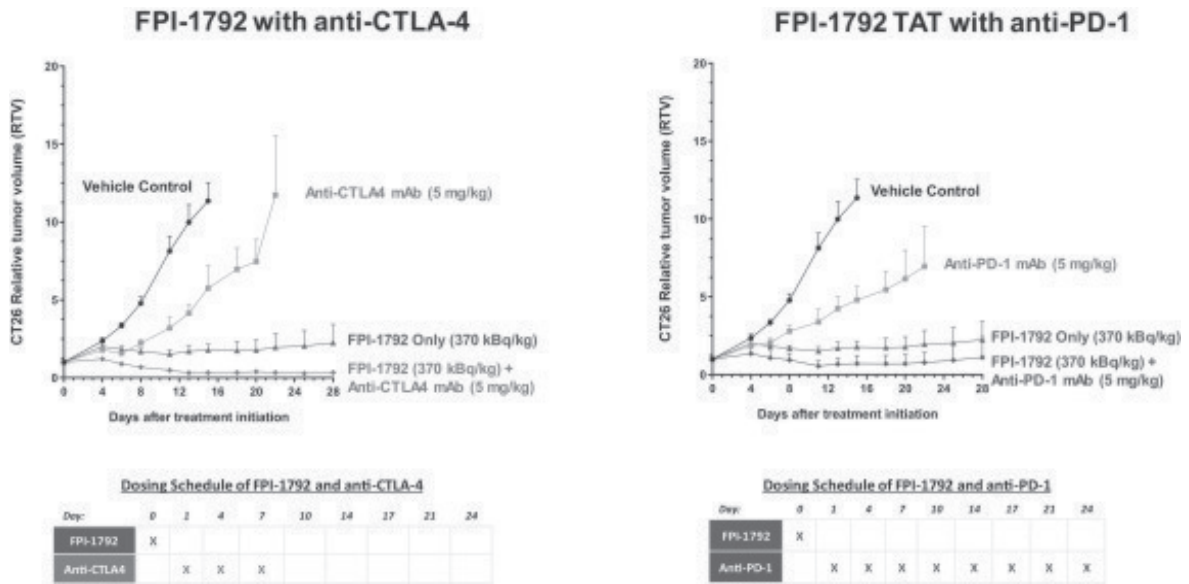 FPI-1792 with anti-CTLA-4
20
15
10
5
0
CT26 Relative tumor volume (RTV)
Vehicle Control
Anti-CTLA4 mAb (5 mg/kg)
FPI-1792 Only (370 kBq/kg)
FPI-1792 (370 kBq/kg) +
Anti-CTLA4 mAb (5 mg/kg)
0 4 8 12 16 20 24 28
Days after treatment initiation
Dosing Schedule of FPI-1792 and anti-CTLA-4
Day: 0 1 4 7 10 14 17 21 24
FPI-1792 X
Anti-CTLA4 X X X
FPI-1792 TAT with anti-PD-1
20
15
10
5
0
CT26 Relative tumor volume (RTV)
Vehicle Control
Anti-PD-1 mAb (5 mg/kg)
FPI-1792 Only (370 kBq/kg)
FPI-1792 (370 kBq/kg) +
Anti-PD-1 mAb (5 mg/kg)
0 4 8 12 16 20 24 28
Days after treatment initiation
Dosing Schedule of FPI-1792 and anti-PD-1
Day: 0 1 4 7 10 14 17 21 24
FPI-1792 X
Anti-PD-1 X X X X X X X X